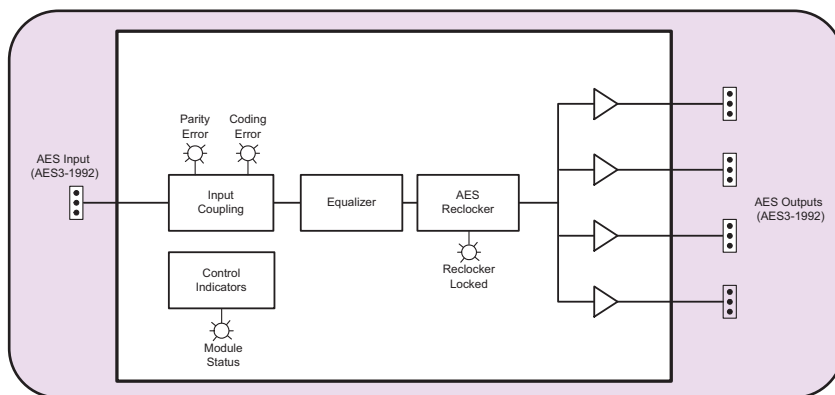 Parity
Error
Coding
Error
AES Input
(AES3-1992)
Input
Coupling
Equalizer
AES
Reclocker
AES Outputs
(AES3-1992)
Control
Indicators
Reclocker
Locked
Module
Status